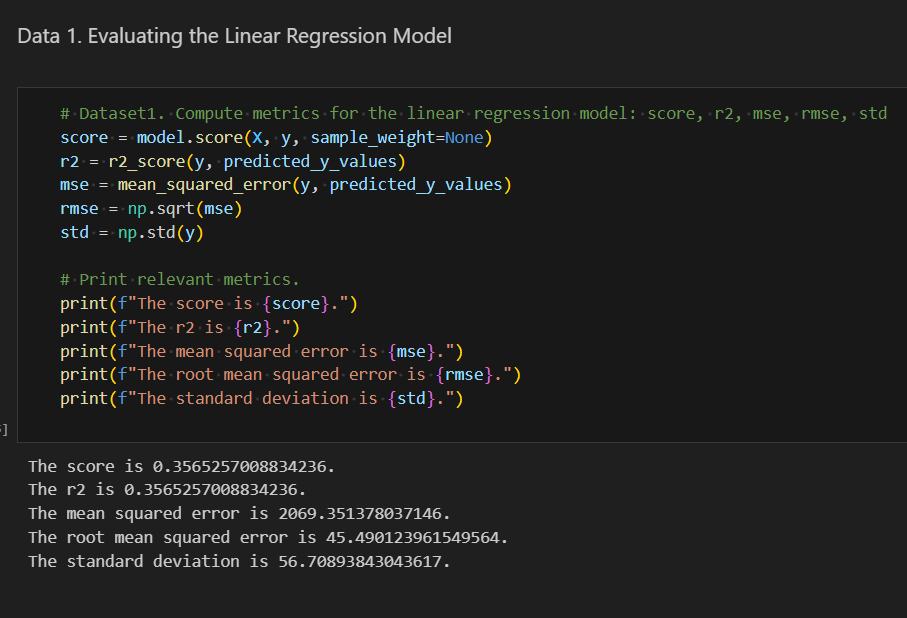 Data 1. Evaluating the Linear Regression Model
# Dataset1. Compute metrics for the linear regression model: score, r2, mse, rmse, std
score = model.score(X, y, sample_weight=None)
r2 = r2_score(y, predicted_y_values)
mse = mean_squared_error(y, predicted_y_values)
rmse = np.sqrt(mse)
std = np.std(y)
# Print relevant metrics.
print(f"The score is {score}.")
print(f"The r2 is {r2}.")
print(f"The mean squared error is {mse}.")
print(f"The root mean squared error is {rmse}.")
print(f"The standard deviation is {std}.")
]
The score is 0.3565257008834236.
The r2 is 0.3565257008834236.
The mean squared error is 2069.351378037146.
The root mean squared error is 45.490123961549564.
The standard deviation is 56.70893843043617.